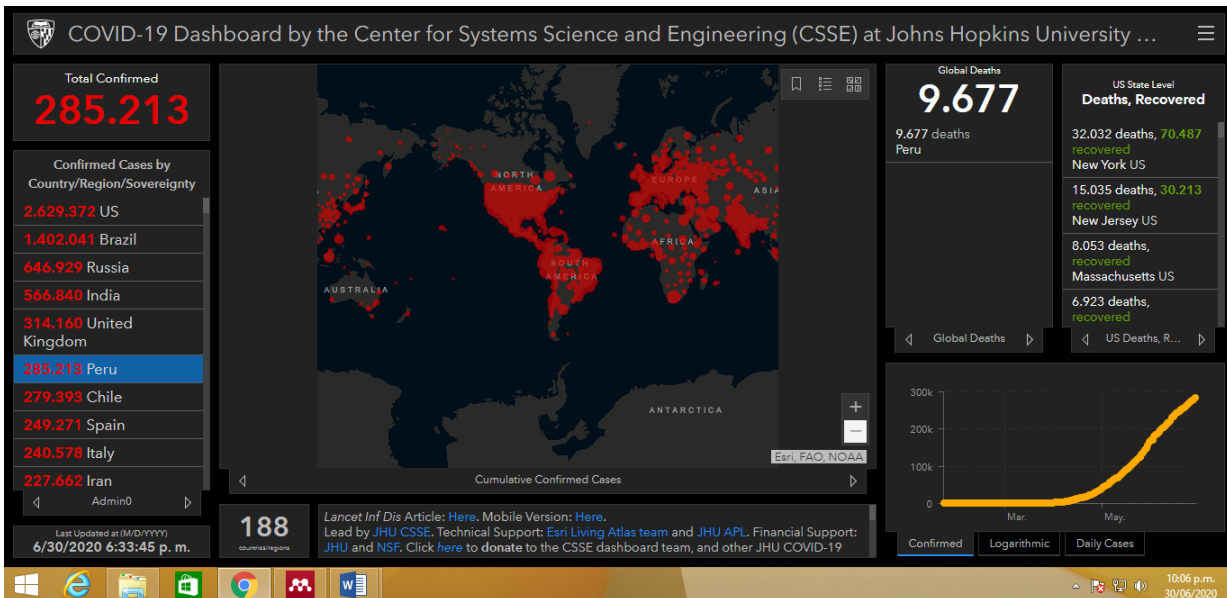 COVID-19 Dashboard by the Center for Systems Science and Engineering (CSSE) at Johns Hopkins University ...
Total Confirmed
285.213
Confirmed Cases by
Country/Region/Sovereignty
2.629.372 US
1.402.041 Brazil
646.929 Russia
566.840 India
314.160 United
Kingdom
285.213 Peru
279.393 Chile
249.271 Spain
240.578 Italy
227.662 Iran
Admin0
Last Updated at (M/D/YYYY)
6/30/2020 6:33:45 p. m.
NORTH
AMERICA
EUROPE
ASIA
AFRICA
SOUTH
AMERICA
AUSTRALIA
ANTARCTICA
+
−
Esri, FAO, NOAA
Cumulative Confirmed Cases
188
countries/regions
Lancet Inf Dis Article: Here. Mobile Version: Here.
Lead by JHU CSSE. Technical Support: Esri Living Atlas team and JHU APL. Financial Support:
JHU and NSF. Click here to donate to the CSSE dashboard team, and other JHU COVID-19
Global Deaths
9.677
9.677 deaths
Peru
Global Deaths
US State Level
Deaths, Recovered
32.032 deaths, 70.487
recovered
New York US
15.035 deaths, 30.213
recovered
New Jersey US
8.053 deaths,
recovered
Massachusetts US
6.923 deaths,
recovered
US Deaths, R...
300k
200k
100k
0
Mar.
May.
Confirmed
Logarithmic
Daily Cases
10:06 p.m.
30/06/2020